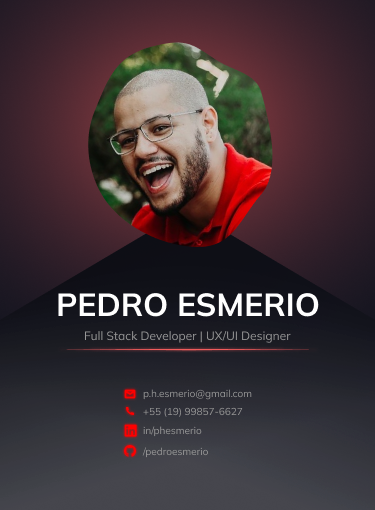 PEDRO ESMERIO
Full Stack Developer | UX/UI Designer
p.h.esmerio@gmail.com
+55 (19) 99857-6627
in/phesmerio
/pedroesmerio